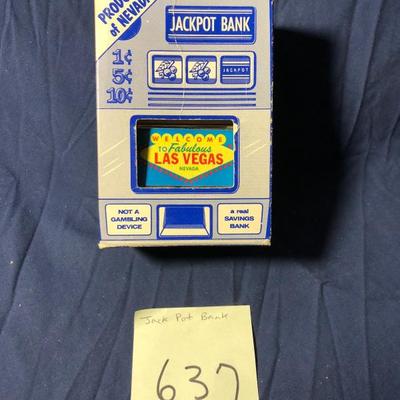 PRODUCT
of NEVADA
JACKPOT BANK
1¢
5¢
10¢
JACKPOT
WELCOME
TO Fabulous
LAS VEGAS
NEVADA
NOT A
GAMBLING
DEVICE
a real
SAVINGS
BANK
Jack Pot Bank
637